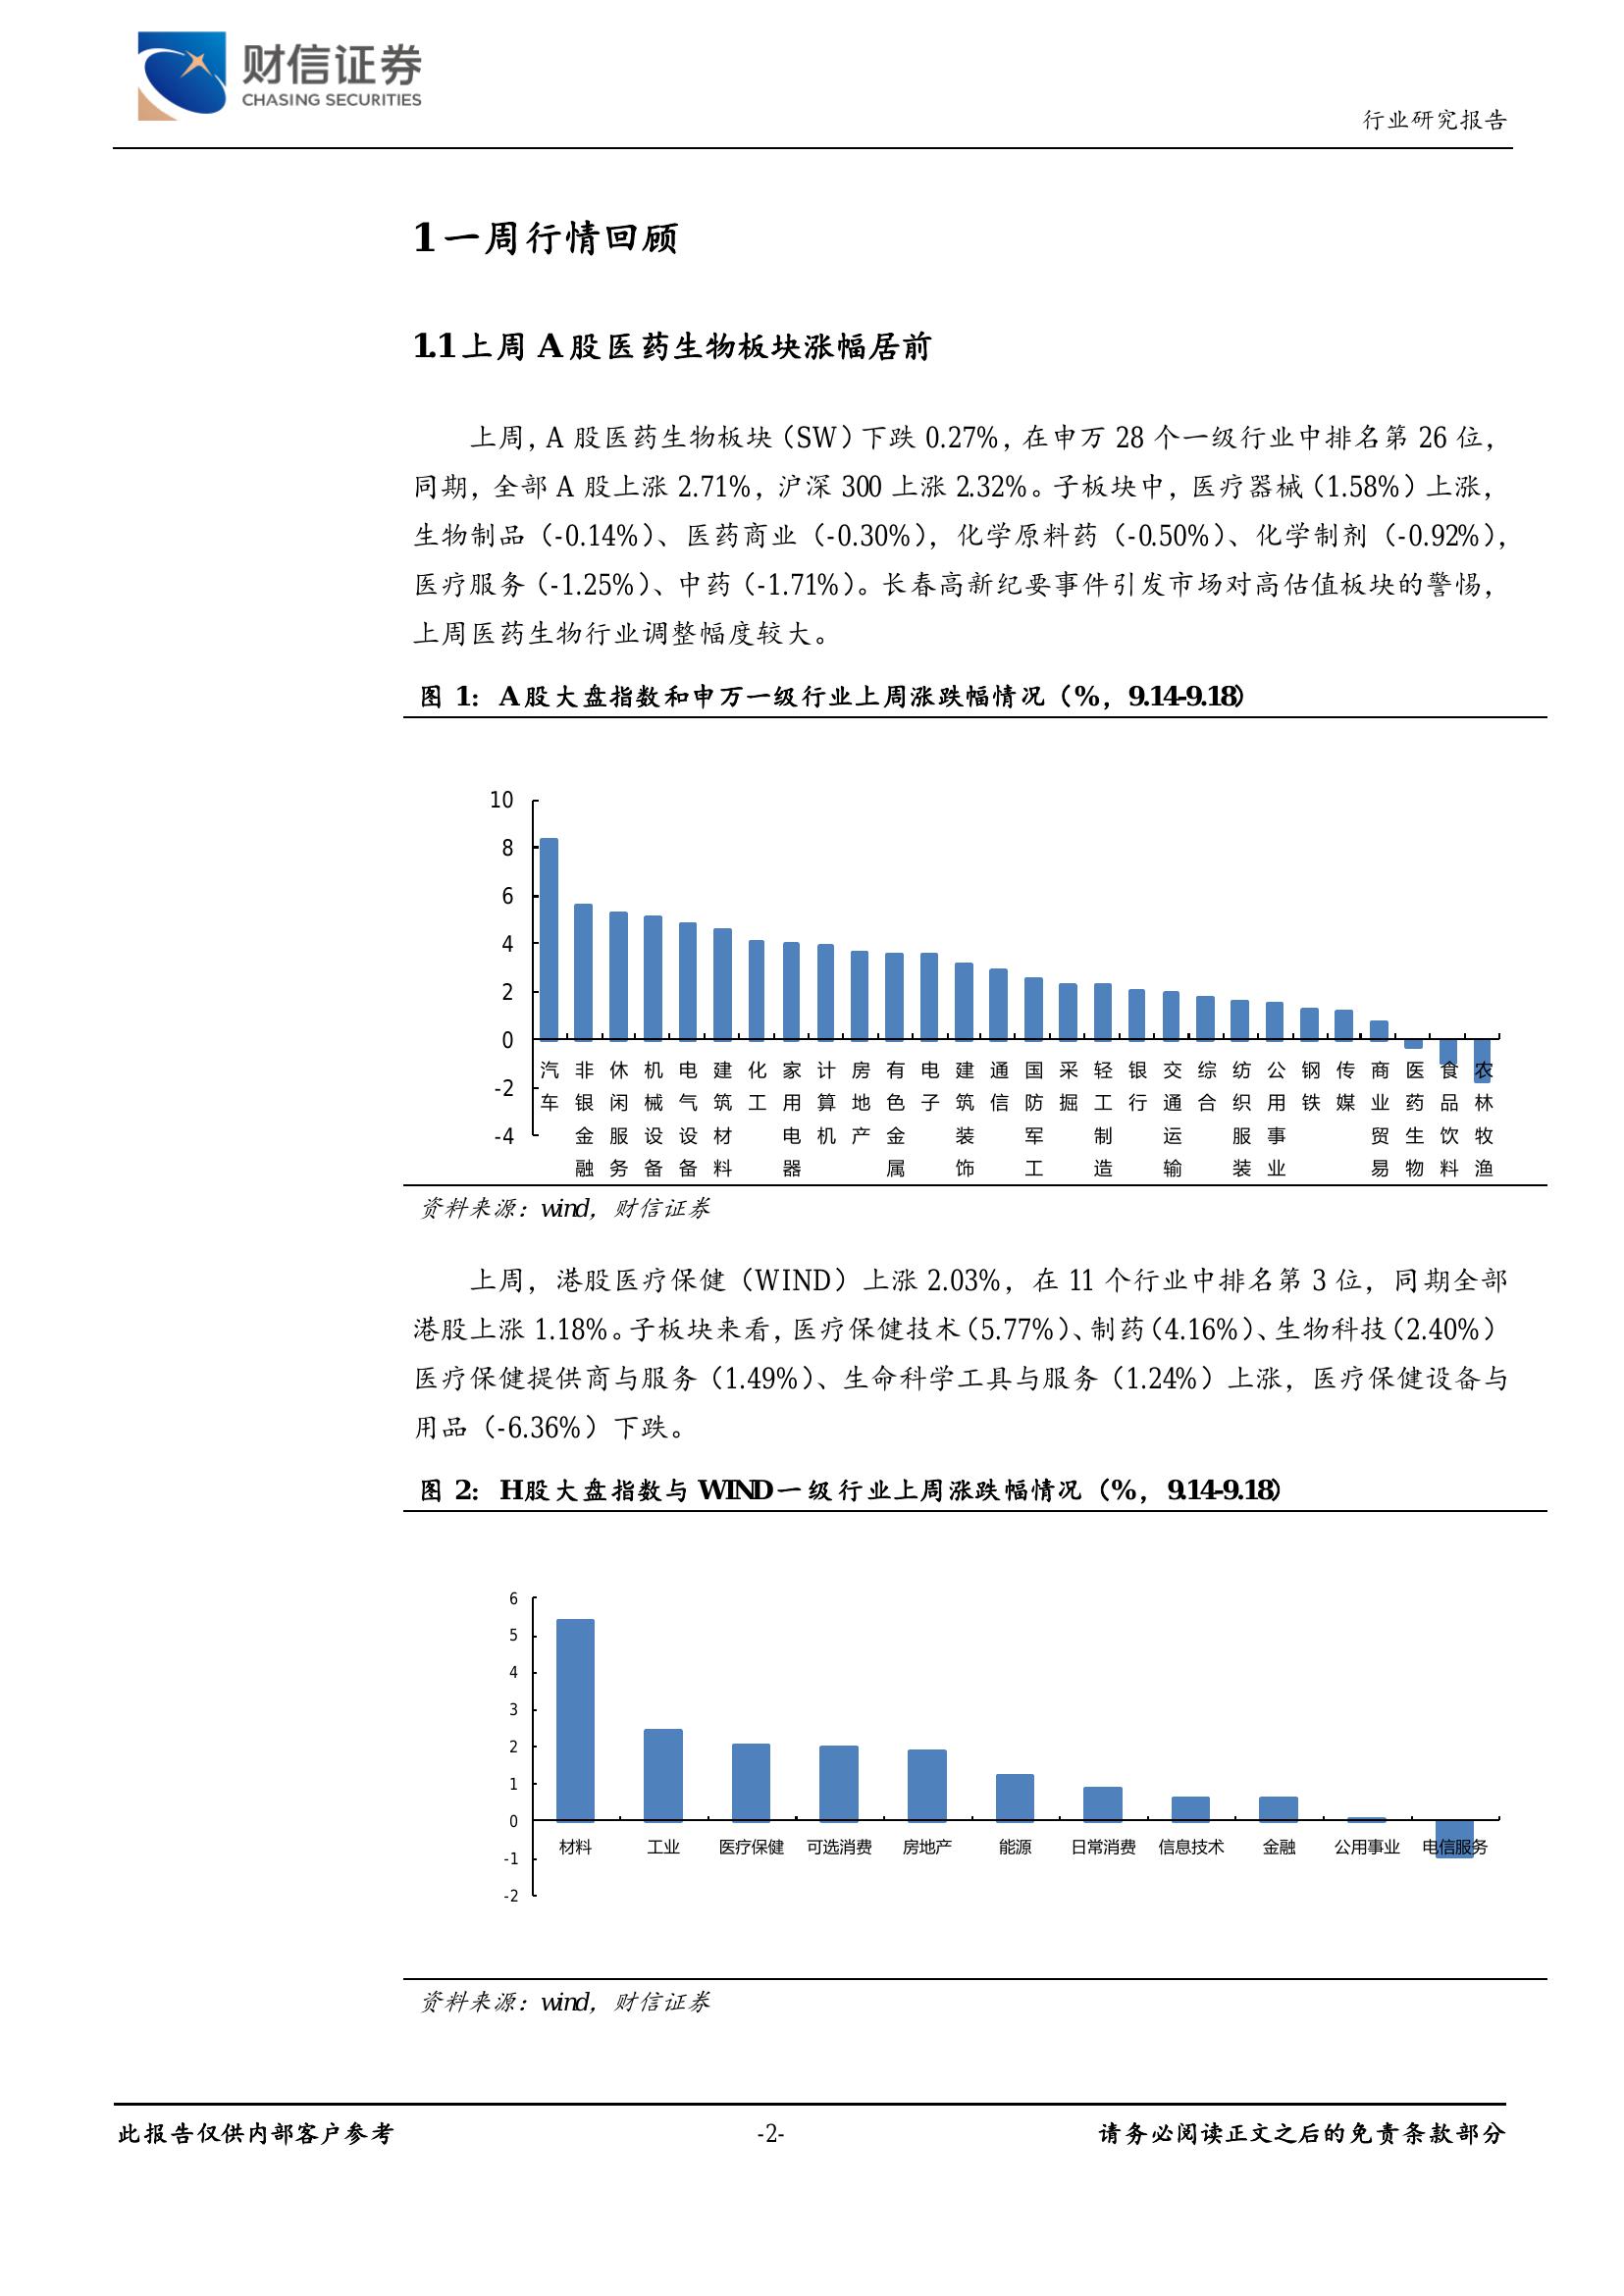 财信证券
CHASING SECURITIES
行业研究报告
1 一周行情回顾
1.1 上周 A 股医药生物板块涨幅居前
上周，A 股医药生物板块（SW）下跌 0.27%，在申万 28 个一级行业中排名第 26 位，
同期，全部 A 股上涨 2.71%，沪深 300 上涨 2.32%。子板块中，医疗器械（1.58%）上涨，
生物制品（-0.14%）、医药商业（-0.30%），化学原料药（-0.50%）、化学制剂（-0.92%），
医疗服务（-1.25%）、中药（-1.71%）。长春高新纪要事件引发市场对高估值板块的警惕，
上周医药生物行业调整幅度较大。
图 1：A 股大盘指数和申万一级行业上周涨跌幅情况（%，9.14-9.18）
10
8
6
4
2
0
-2
-4
汽车 非银金融 休闲服务 机械设备 电气设备 建筑材料 化工 家用电器 计算机 房地产 有色金属 电子 建筑装饰 通信 国防军工 采掘 轻工制造 银行 交通运输 综合 纺织服装 公用事业 钢铁 传媒 商业贸易 医药生物 食品饮料 农林牧渔
资料来源：wind，财信证券
上周，港股医疗保健（WIND）上涨 2.03%，在 11 个行业中排名第 3 位，同期全部
港股上涨 1.18%。子板块来看，医疗保健技术（5.77%）、制药（4.16%）、生物科技（2.40%）
医疗保健提供商与服务（1.49%）、生命科学工具与服务（1.24%）上涨，医疗保健设备与
用品（-6.36%）下跌。
图 2：H 股大盘指数与 WIND 一级行业上周涨跌幅情况（%，9.14-9.18）
6
5
4
3
2
1
0
-1
-2
材料 工业 医疗保健 可选消费 房地产 能源 日常消费 信息技术 金融 公用事业 电信服务
资料来源：wind，财信证券
此报告仅供内部客户参考 -2- 请务必阅读正文之后的免责条款部分